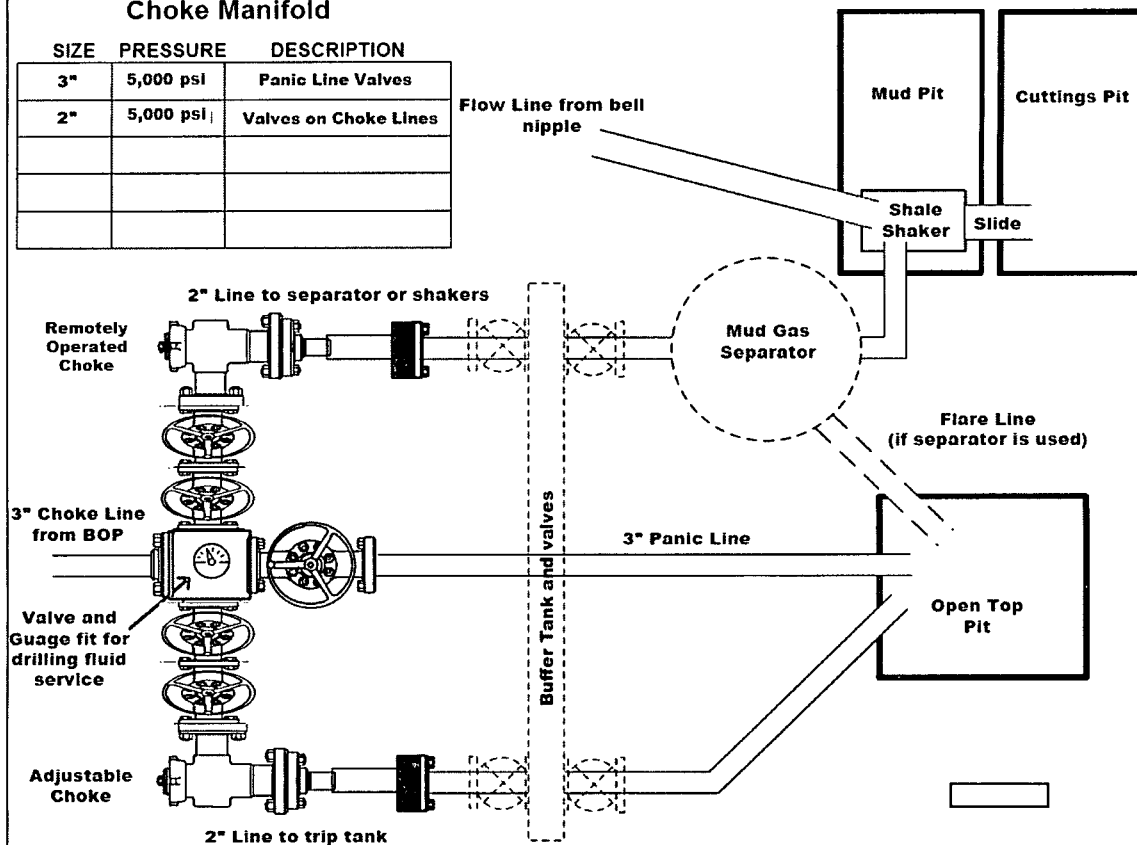 Choke Manifold
SIZE PRESSURE DESCRIPTION
3" 5,000 psi Panic Line Valves
2" 5,000 psi Valves on Choke Lines
Flow Line from bell
nipple
Mud Pit
Cuttings Pit
Shale
Shaker
Slide
2" Line to separator or shakers
Remotely
Operated
Choke
Mud Gas
Separator
Flare Line
(if separator is used)
3" Choke Line
from BOP
3" Panic Line
Buffer Tank and valves
Open Top
Pit
Valve and
Guage fit for
drilling fluid
service
Adjustable
Choke
2" Line to trip tank